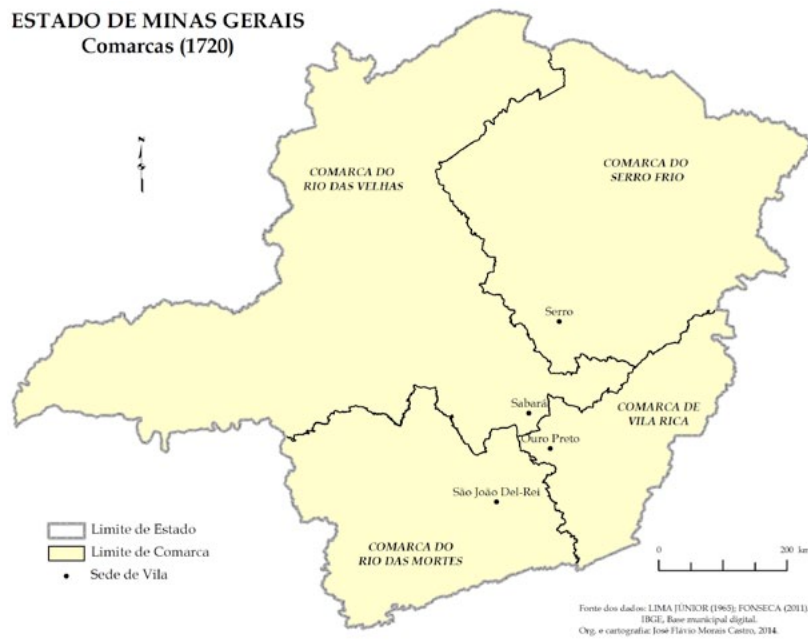 ESTADO DE MINAS GERAIS
Comarcas (1720)
N
COMARCA DO
RIO DAS VELHAS
COMARCA DO
SERRO FRIO
Serro
Sabará
COMARCA DE
VILA RICA
Ouro Preto
São João Del-Rei
COMARCA DO
RIO DAS MORTES
Limite de Estado
Limite de Comarca
Sede de Vila
0 200 km
Fonte dos dados: LIMA JÚNIOR (1965); FONSECA (2011).
IBGE, Base municipal digital.
Org. e cartografia: José Flávio Morais Castro, 2014.